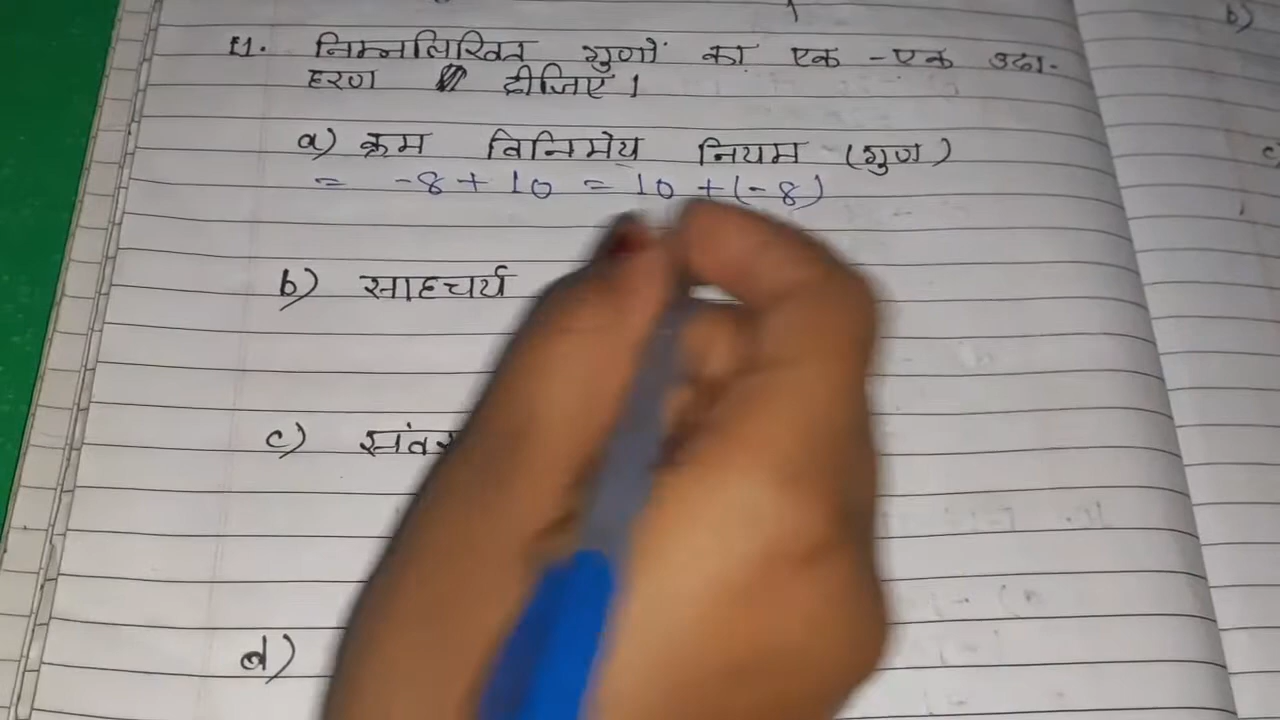 11. निम्नलिखित गुणों का एक -एक उदा-
हरण दीजिए।
a) क्रम विनिमेय नियम (गुण)
= -8 + 10 = 10 + (-8)
b) साहचर्य
c)
d)
b)
c